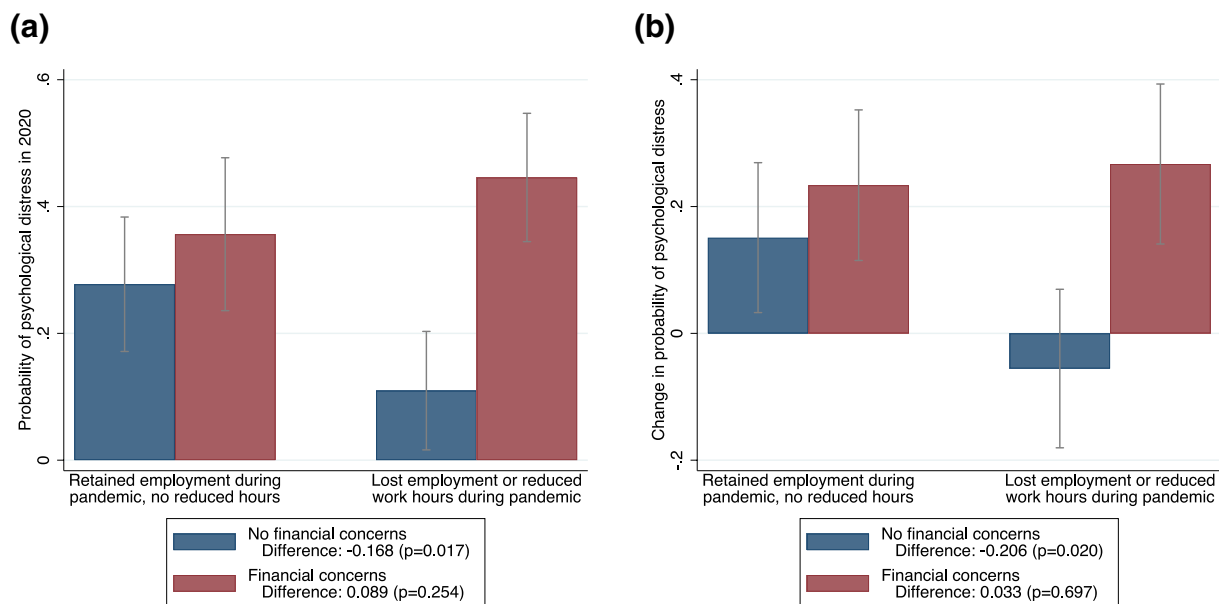 (a)
Probability of psychological distress in 2020
.6
.4
.2
0
Retained employment during
pandemic, no reduced hours
Lost employment or reduced
work hours during pandemic
No financial concerns
Difference: -0.168 (p=0.017)
Financial concerns
Difference: 0.089 (p=0.254)
(b)
Change in probability of psychological distress
.4
.2
0
-.2
Retained employment during
pandemic, no reduced hours
Lost employment or reduced
work hours during pandemic
No financial concerns
Difference: -0.206 (p=0.020)
Financial concerns
Difference: 0.033 (p=0.697)